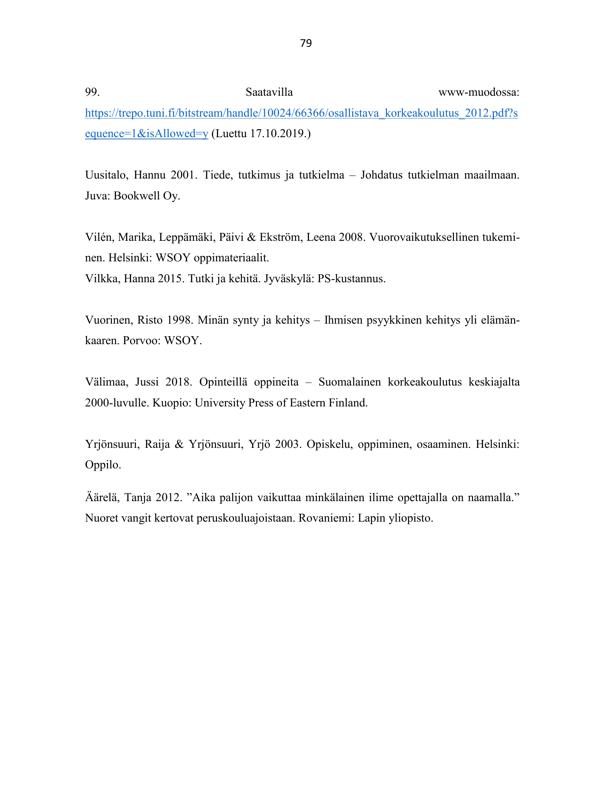 79
99. Saatavilla www-muodossa:
https://trepo.tuni.fi/bitstream/handle/10024/66366/osallistava_korkeakoulutus_2012.pdf?s
equence=1&isAllowed=y (Luettu 17.10.2019.)
Uusitalo, Hannu 2001. Tiede, tutkimus ja tutkielma – Johdatus tutkielman maailmaan.
Juva: Bookwell Oy.
Vilén, Marika, Leppämäki, Päivi & Ekström, Leena 2008. Vuorovaikutuksellinen tukemi-
nen. Helsinki: WSOY oppimateriaalit.
Vilkka, Hanna 2015. Tutki ja kehitä. Jyväskylä: PS-kustannus.
Vuorinen, Risto 1998. Minän synty ja kehitys – Ihmisen psyykkinen kehitys yli elämän-
kaaren. Porvoo: WSOY.
Välimaa, Jussi 2018. Opinteillä oppineita – Suomalainen korkeakoulutus keskiajalta
2000-luvulle. Kuopio: University Press of Eastern Finland.
Yrjönsuuri, Raija & Yrjönsuuri, Yrjö 2003. Opiskelu, oppiminen, osaaminen. Helsinki:
Oppilo.
Äärelä, Tanja 2012. ”Aika palijon vaikuttaa minkälainen ilime opettajalla on naamalla.”
Nuoret vangit kertovat peruskouluajoistaan. Rovaniemi: Lapin yliopisto.